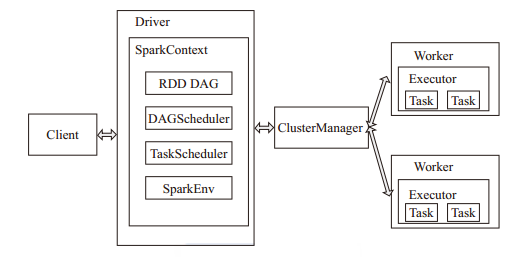 Driver
SparkContext
RDD DAG
DAGScheduler
TaskScheduler
SparkEnv
Client
ClusterManager
Worker
Executor
Task Task
Worker
Executor
Task Task